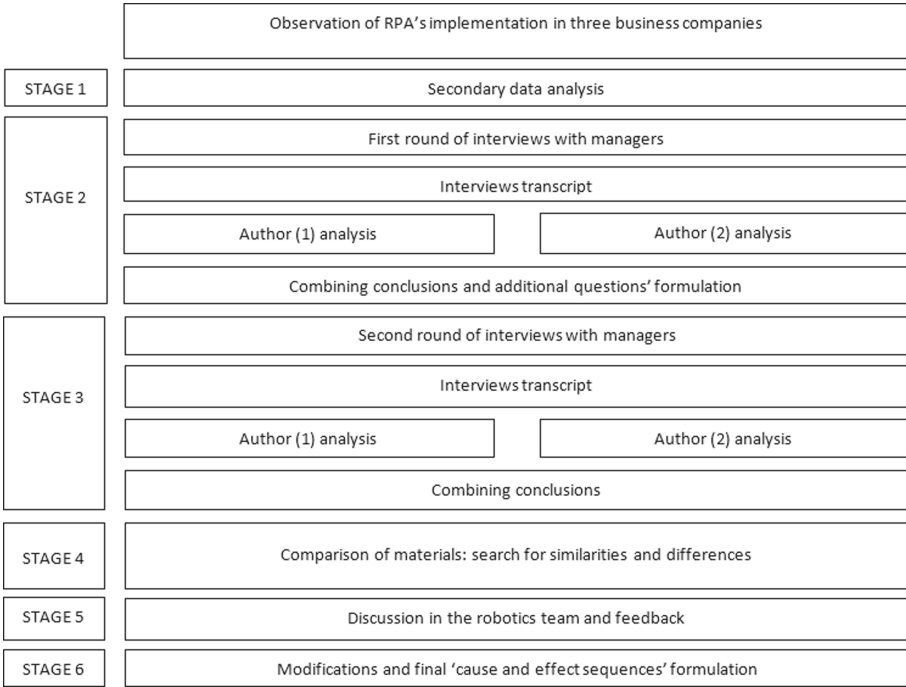 Observation of RPA's implementation in three business companies
STAGE 1
Secondary data analysis
STAGE 2
First round of interviews with managers
Interviews transcript
Author (1) analysis
Author (2) analysis
Combining conclusions and additional questions' formulation
STAGE 3
Second round of interviews with managers
Interviews transcript
Author (1) analysis
Author (2) analysis
Combining conclusions
STAGE 4
Comparison of materials: search for similarities and differences
STAGE 5
Discussion in the robotics team and feedback
STAGE 6
Modifications and final 'cause and effect sequences' formulation